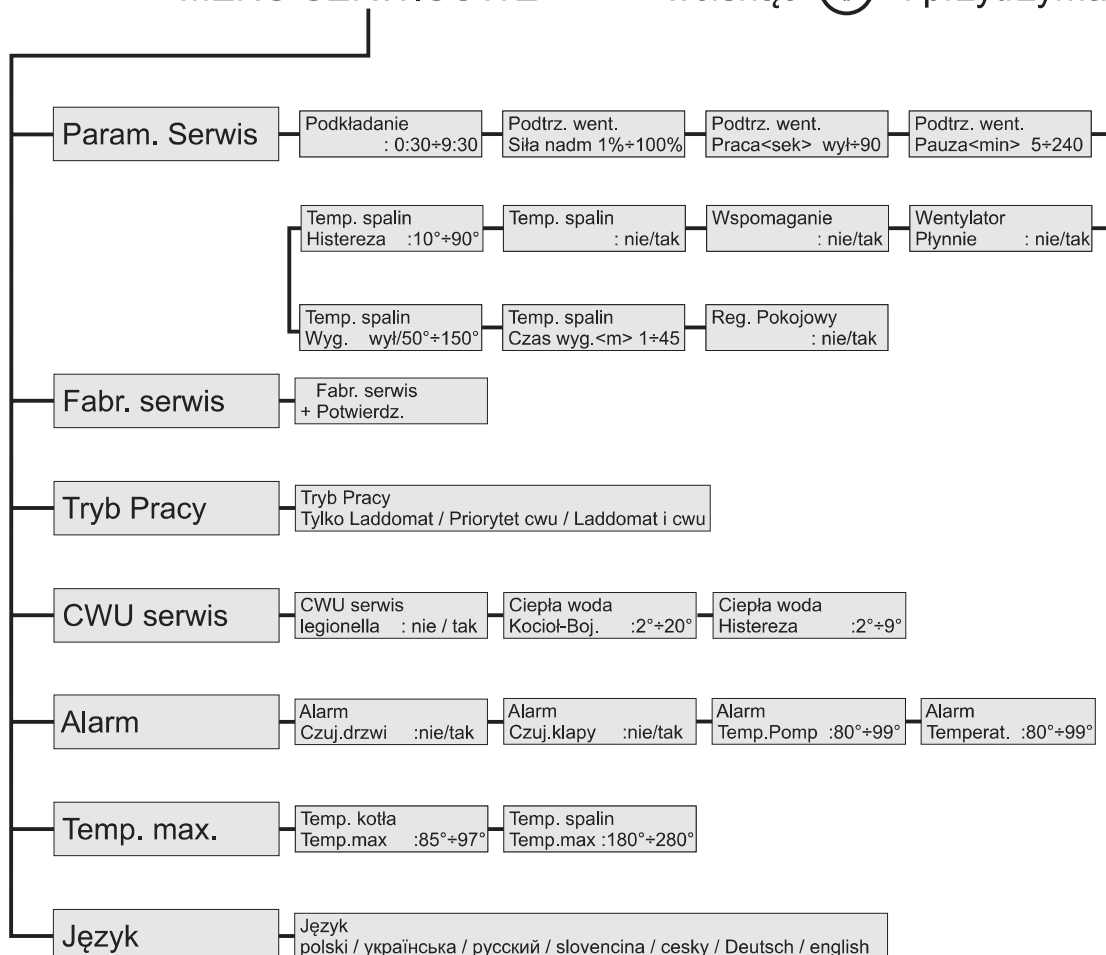 Param. Serwis
Podkładanie
: 0:30÷9:30
Podtrz. went.
Siła nadm 1%÷100%
Podtrz. went.
Praca<sek> wył÷90
Podtrz. went.
Pauza<min> 5÷240
Temp. spalin
Histereza :10°÷90°
Temp. spalin
: nie/tak
Wspomaganie
: nie/tak
Wentylator
Płynnie : nie/tak
Temp. spalin
Wyg. wył/50°÷150°
Temp. spalin
Czas wyg.<m> 1÷45
Reg. Pokojowy
: nie/tak
Fabr. serwis
Fabr. serwis
+ Potwierdz.
Tryb Pracy
Tryb Pracy
Tylko Laddomat / Priorytet cwu / Laddomat i cwu
CWU serwis
CWU serwis
legionella : nie / tak
Ciepła woda
Kocioł-Boj. :2°÷20°
Ciepła woda
Histereza :2°÷9°
Alarm
Alarm
Czuj.drzwi :nie/tak
Alarm
Czuj.klapy :nie/tak
Alarm
Temp.Pomp :80°÷99°
Alarm
Temperat. :80°÷99°
Temp. max.
Temp. kotła
Temp.max :85°÷97°
Temp. spalin
Temp.max :180°÷280°
Język
Język
polski / українська / русский / slovencina / cesky / Deutsch / english